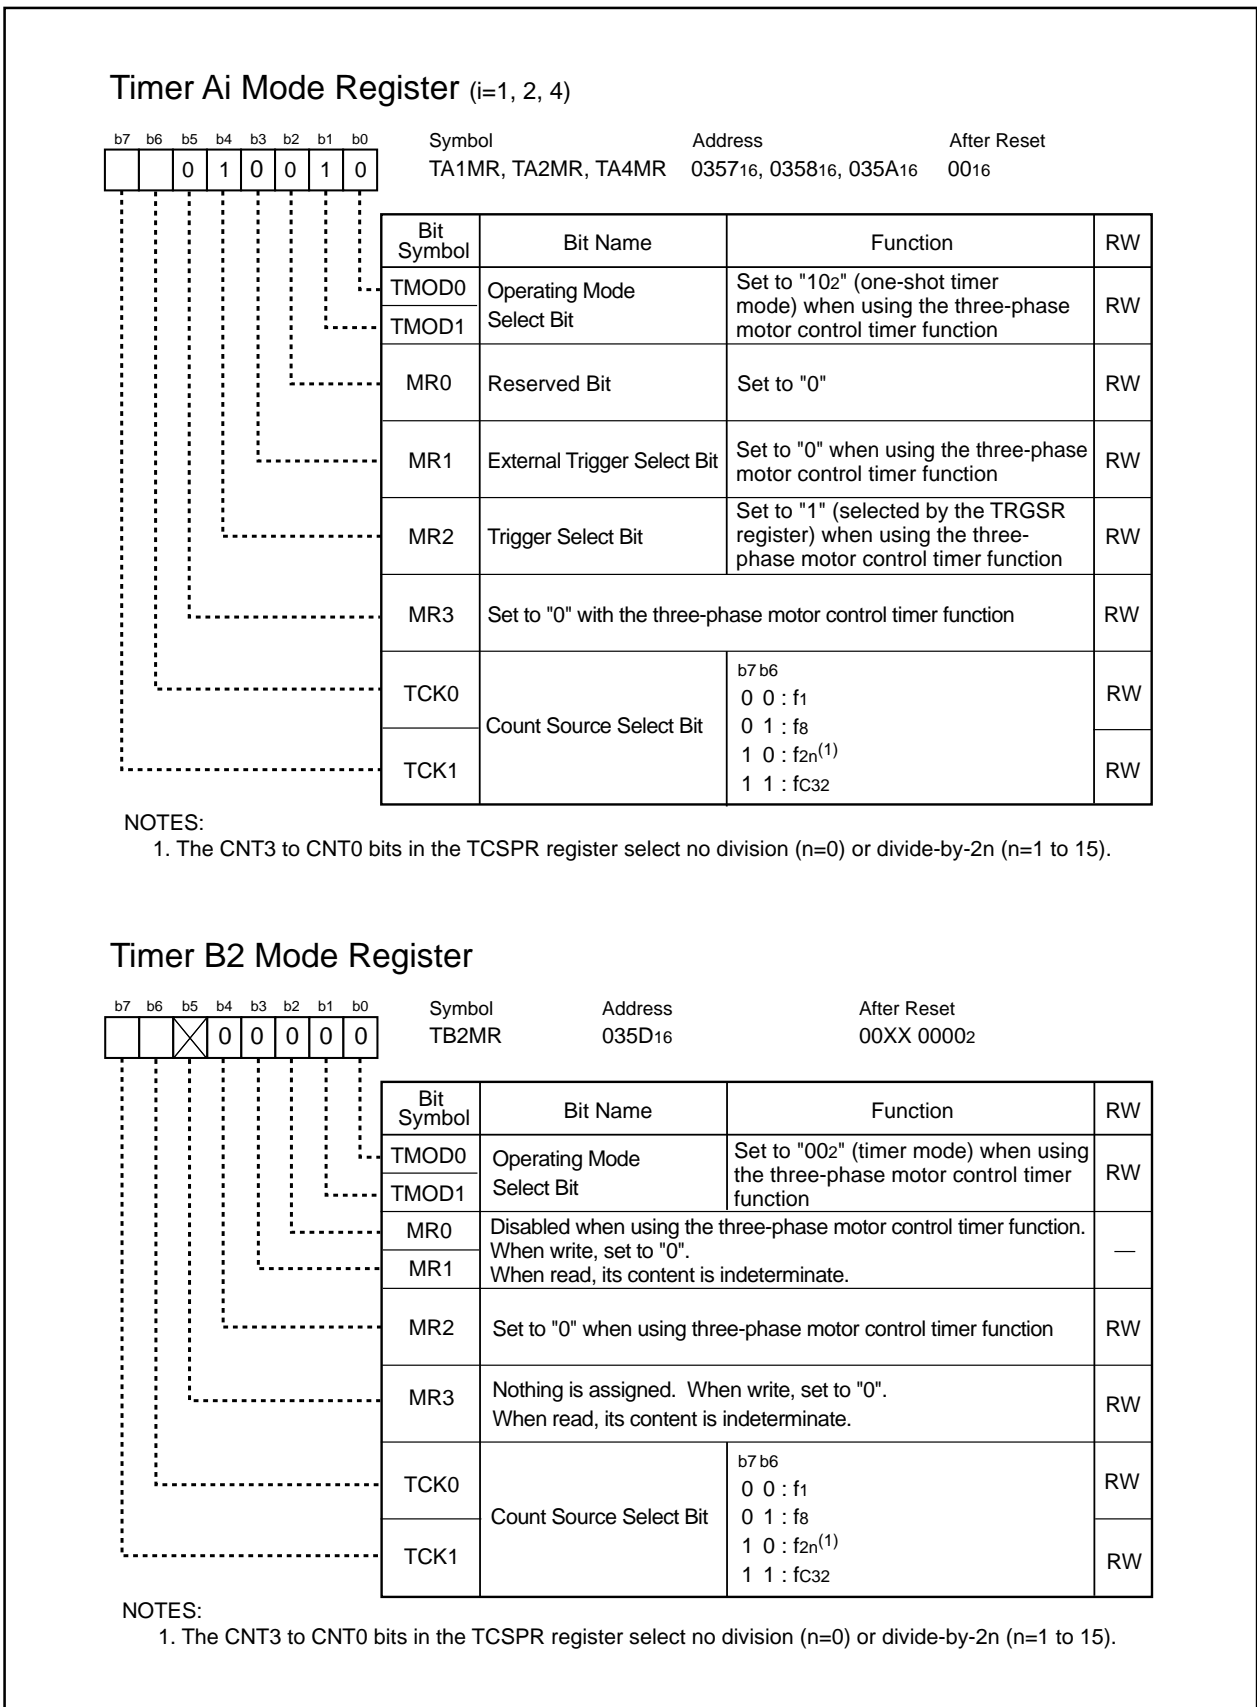 Timer Ai Mode Register (i=1, 2, 4)
b7 b6 b5 b4 b3 b2 b1 b0
Symbol Address After Reset
0 1 0 0 1 0
TA1MR, TA2MR, TA4MR 035716, 035816, 035A16 0016
Bit Symbol Bit Name Function RW
TMOD0
TMOD1
Operating Mode
Select Bit
Set to "102" (one-shot timer
mode) when using the three-phase
motor control timer function
RW
MR0 Reserved Bit Set to "0" RW
MR1 External Trigger Select Bit
Set to "0" when using the three-phase
motor control timer function
RW
MR2 Trigger Select Bit
Set to "1" (selected by the TRGSR
register) when using the three-
phase motor control timer function
RW
MR3 Set to "0" with the three-phase motor control timer function RW
TCK0
TCK1
Count Source Select Bit
b7 b6
0 0 : f1
0 1 : f8
1 0 : f2n(1)
1 1 : fC32
RW
RW
NOTES:
1. The CNT3 to CNT0 bits in the TCSPR register select no division (n=0) or divide-by-2n (n=1 to 15).
Timer B2 Mode Register
b7 b6 b5 b4 b3 b2 b1 b0
Symbol Address After Reset
0 0 0 0 0
TB2MR 035D16 00XX 00002
Bit Symbol Bit Name Function RW
TMOD0
TMOD1
Operating Mode
Select Bit
Set to "002" (timer mode) when using
the three-phase motor control timer
function
RW
MR0
MR1
Disabled when using the three-phase motor control timer function.
When write, set to "0".
When read, its content is indeterminate.
—
MR2 Set to "0" when using three-phase motor control timer function RW
MR3
Nothing is assigned. When write, set to "0".
When read, its content is indeterminate.
RW
TCK0
TCK1
Count Source Select Bit
b7 b6
0 0 : f1
0 1 : f8
1 0 : f2n(1)
1 1 : fC32
RW
RW
NOTES:
1. The CNT3 to CNT0 bits in the TCSPR register select no division (n=0) or divide-by-2n (n=1 to 15).